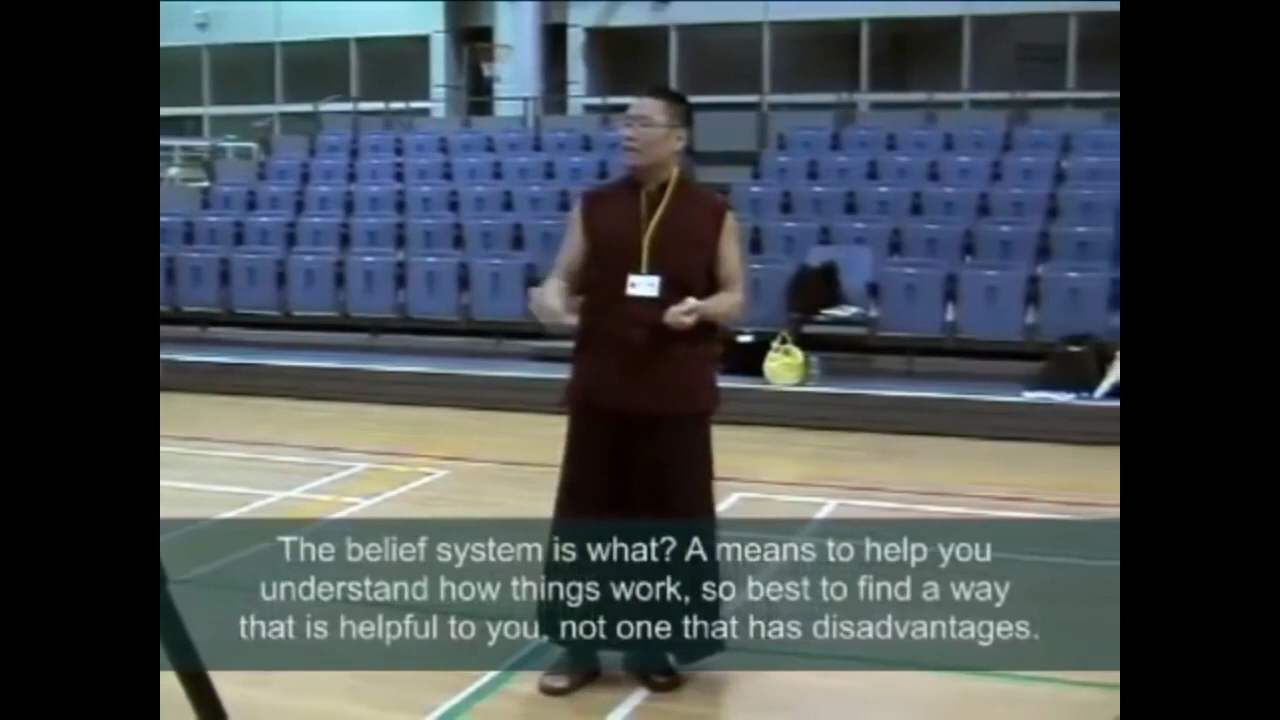 The belief system is what? A means to help you
understand how things work, so best to find a way
that is helpful to you, not one that has disadvantages.